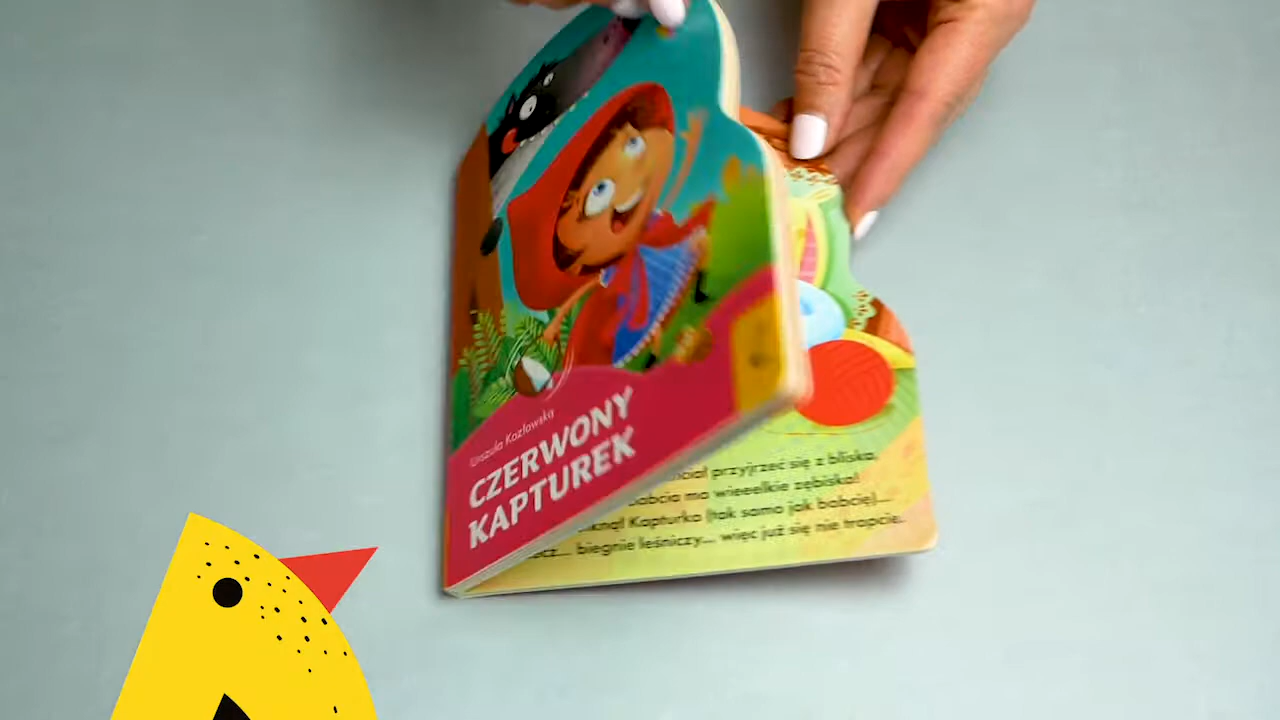 Urszula Kozłowska
CZERWONY
KAPTUREK
przyjrzeć się z bliska,
babcia ma wieeelkie zębiska!
Kapturka (tak samo jak babcię)...
biegnie leśniczy... więc już się nie trapcie.